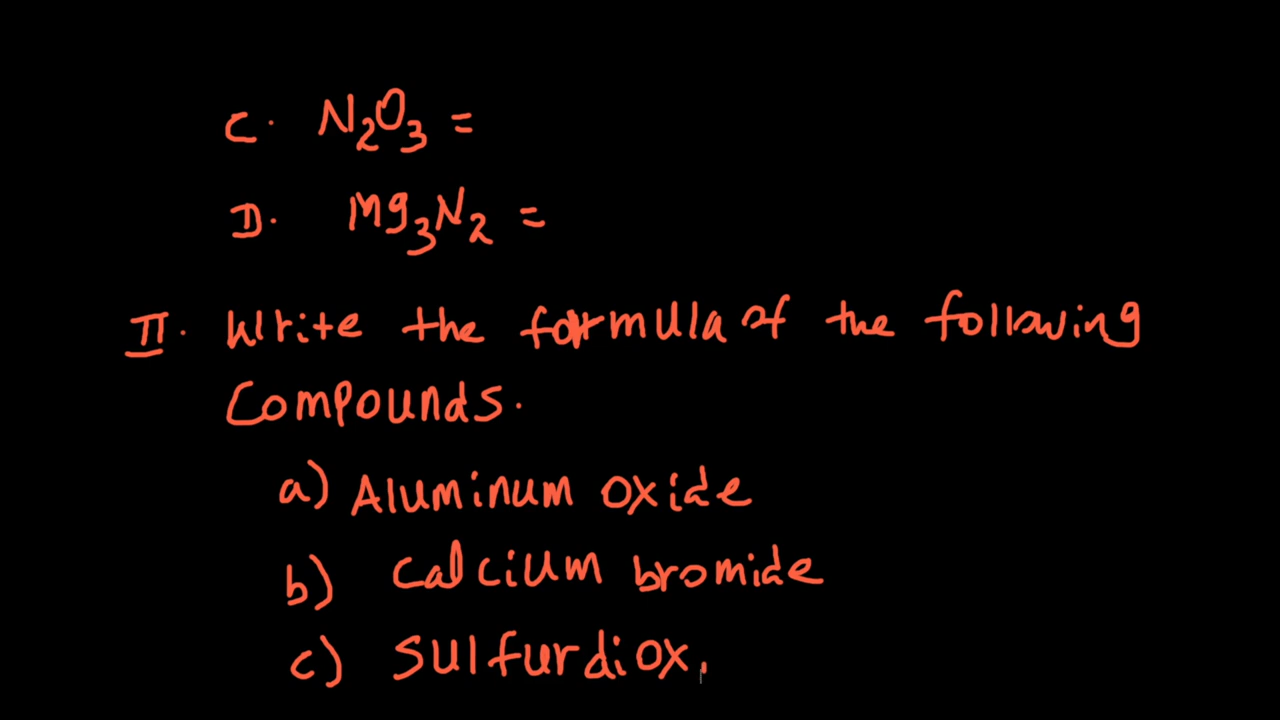 C. N₂O₃ =
D. Mg₃N₂ =
II. Write the formula of the following
Compounds.
a) Aluminum oxide
b) Calcium bromide
c) Sulfurdiox